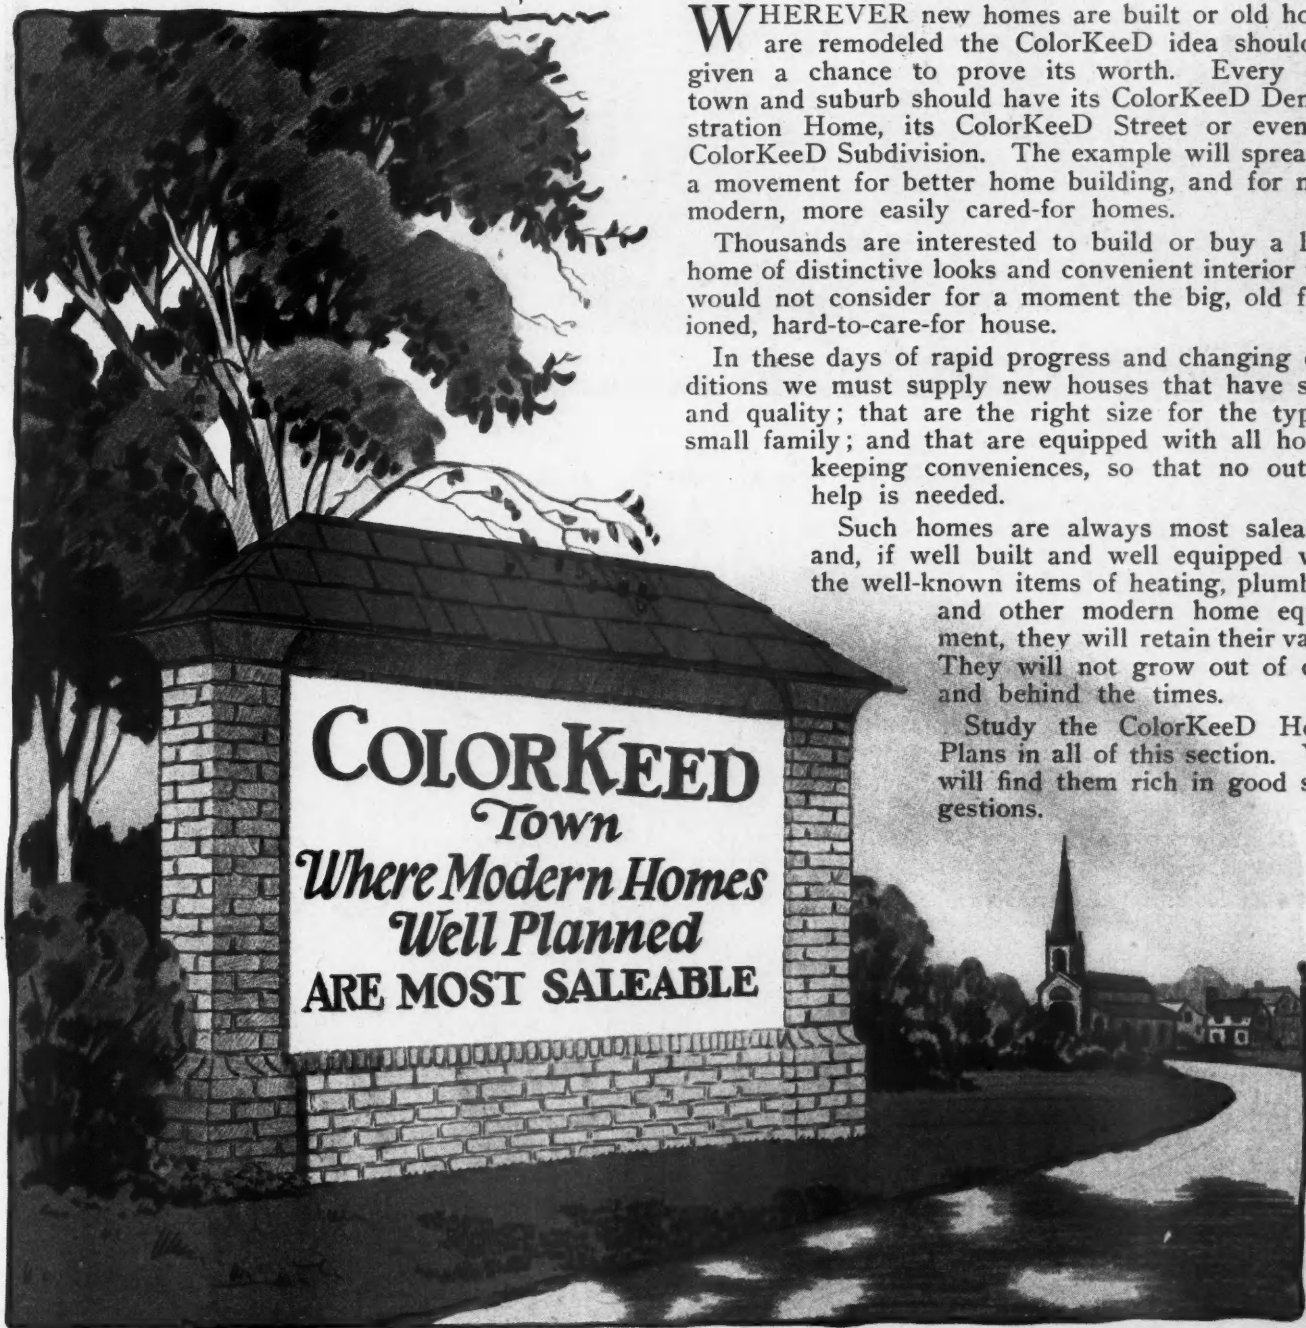 WHEREVER new homes are built or old ho
are remodeled the ColorKeeD idea should
given a chance to prove its worth. Every
town and suburb should have its ColorKeeD Dem
stration Home, its ColorKeeD Street or even
ColorKeeD Subdivision. The example will sprea
a movement for better home building, and for m
modern, more easily cared-for homes.
Thousands are interested to build or buy a l
home of distinctive looks and convenient interior
would not consider for a moment the big, old f
ioned, hard-to-care-for house.
In these days of rapid progress and changing
ditions we must supply new houses that have s
and quality; that are the right size for the typ
small family; and that are equipped with all ho
keeping conveniences, so that no out
help is needed.
Such homes are always most salea
and, if well built and well equipped w
the well-known items of heating, plumb
and other modern home equ
ment, they will retain their va
They will not grow out of
and behind the times.
Study the ColorKeeD Ho
Plans in all of this section.
will find them rich in good s
gestions.
COLORKEED
Town
Where Modern Homes
Well Planned
ARE MOST SALEABLE